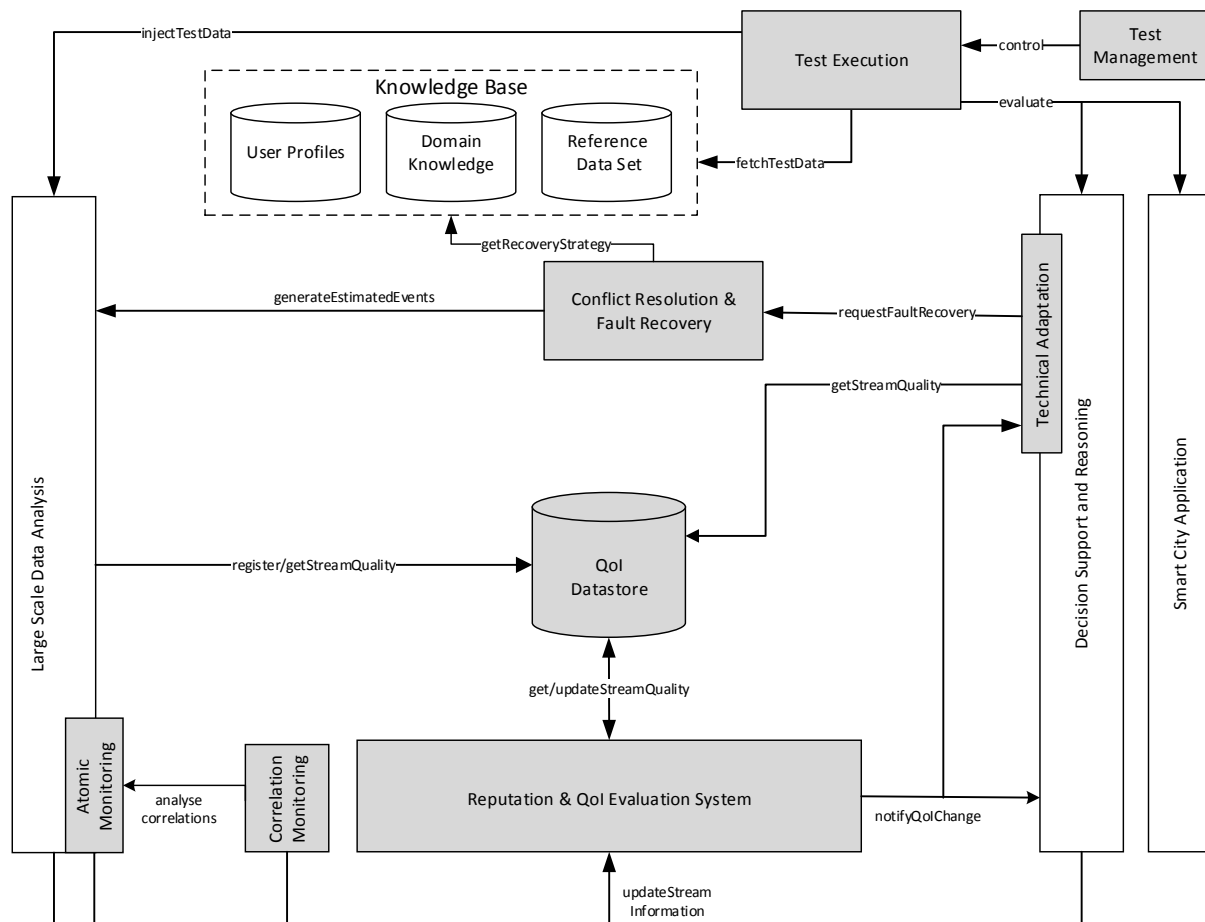 injectTestData
Test Execution
control
Test
Management
evaluate
Knowledge Base
User Profiles
Domain
Knowledge
Reference
Data Set
fetchTestData
getRecoveryStrategy
generateEstimatedEvents
Conflict Resolution &
Fault Recovery
requestFaultRecovery
Technical Adaptation
getStreamQuality
Large Scale Data Analysis
Decision Support and Reasoning
Smart City Application
register/getStreamQuality
QoI
Datastore
get/updateStreamQuality
Atomic
Monitoring
analyse
correlations
Correlation
Monitoring
Reputation & QoI Evaluation System
notifyQoIChange
updateStream
Information